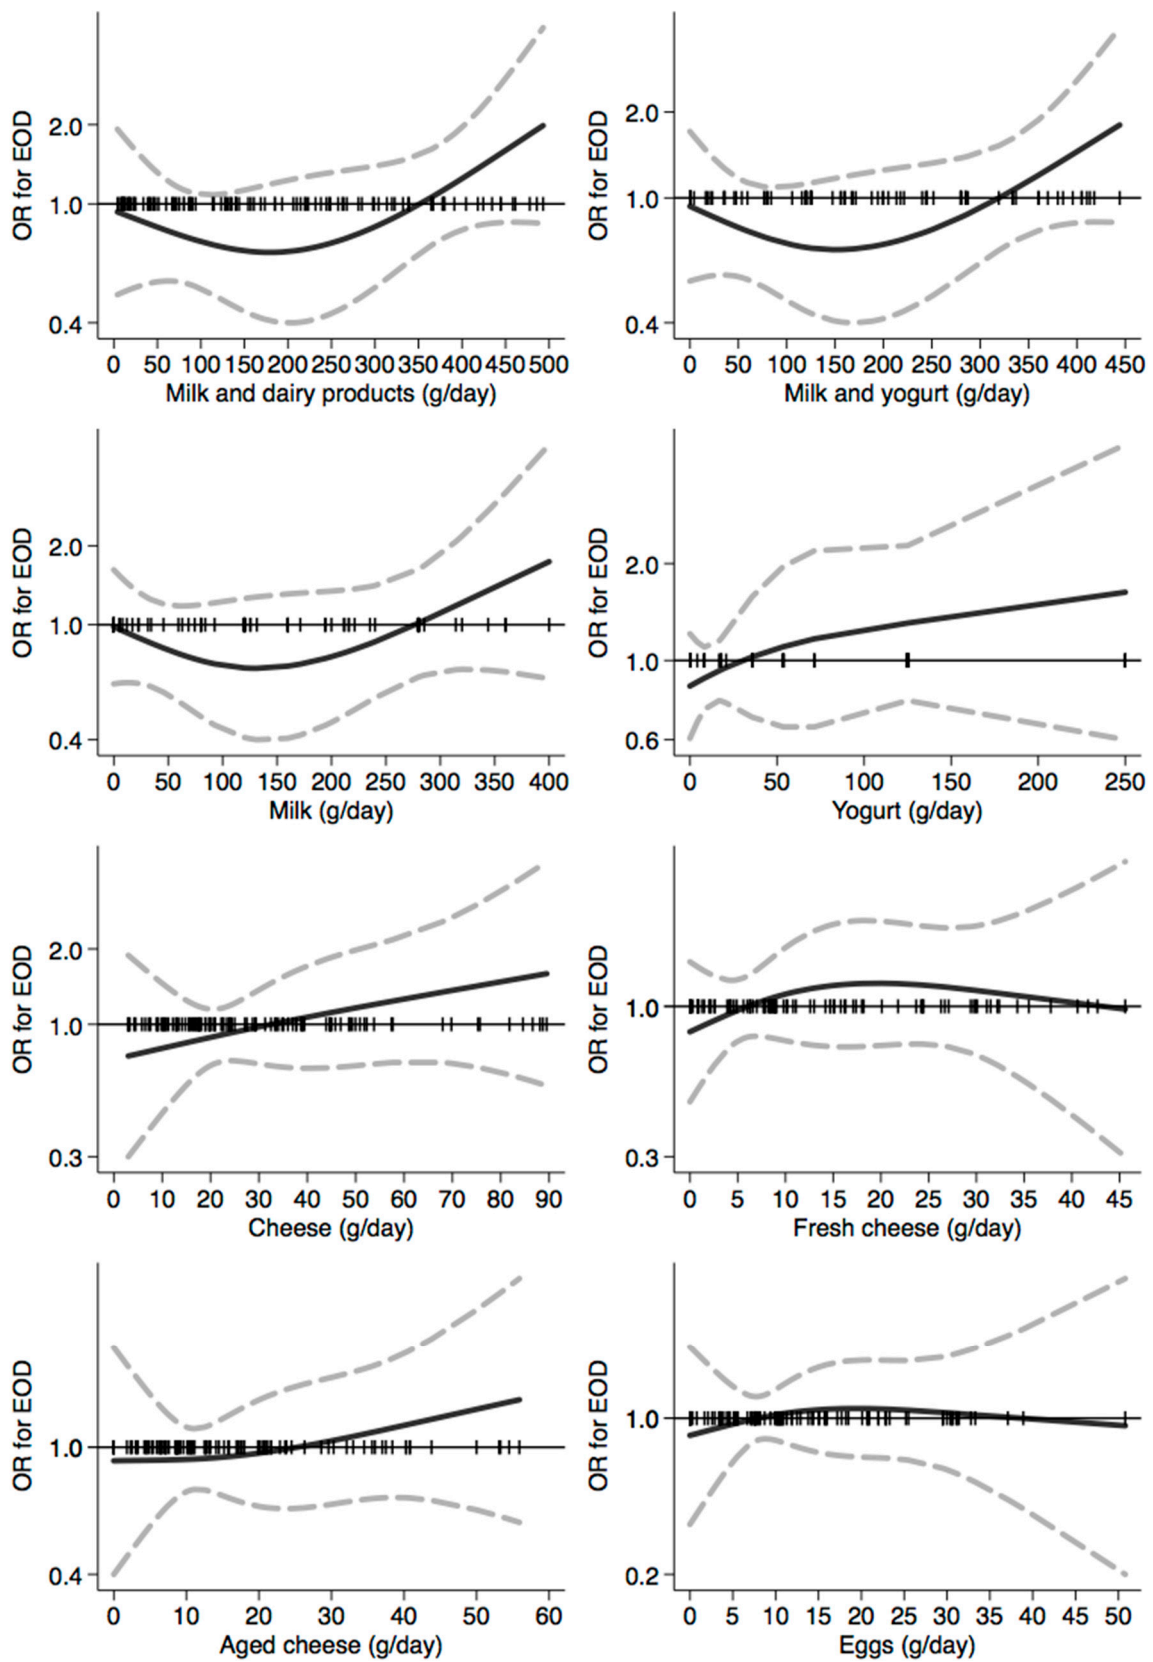 OR for EOD
2.0
1.0
0.4
0 50 100 150 200 250 300 350 400 450 500
Milk and dairy products (g/day)
OR for EOD
2.0
1.0
0.4
0 50 100 150 200 250 300 350 400 450
Milk and yogurt (g/day)
OR for EOD
2.0
1.0
0.4
0 50 100 150 200 250 300 350 400
Milk (g/day)
OR for EOD
2.0
1.0
0.6
0 50 100 150 200 250
Yogurt (g/day)
OR for EOD
2.0
1.0
0.3
0 10 20 30 40 50 60 70 80 90
Cheese (g/day)
OR for EOD
1.0
0.3
0 5 10 15 20 25 30 35 40 45
Fresh cheese (g/day)
OR for EOD
1.0
0.4
0 10 20 30 40 50 60
Aged cheese (g/day)
OR for EOD
1.0
0.2
0 5 10 15 20 25 30 35 40 45 50
Eggs (g/day)